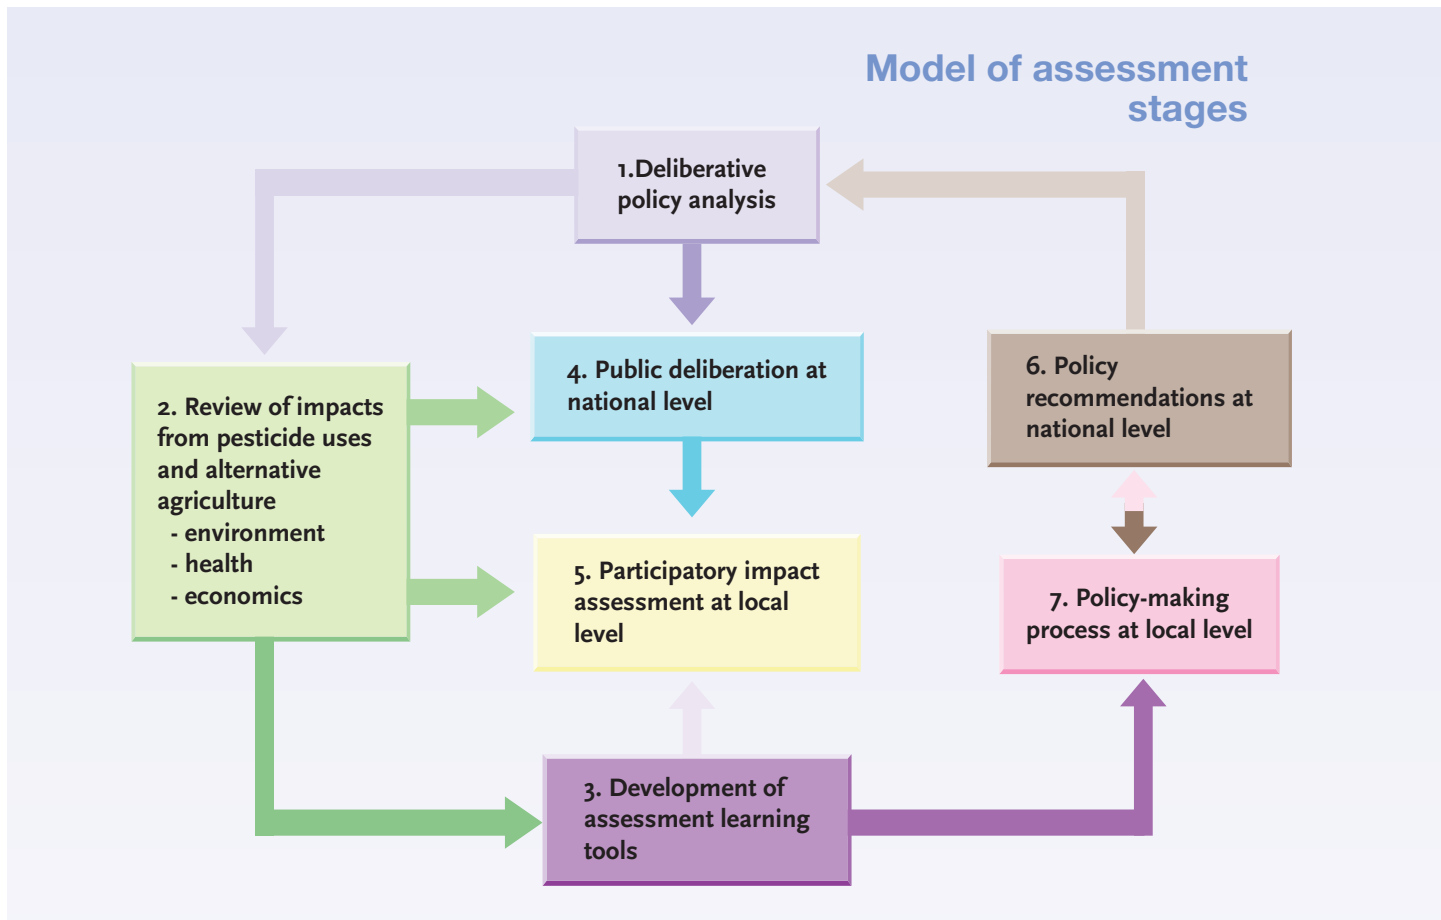 Model of assessment
stages
1.Deliberative
policy analysis
2. Review of impacts
from pesticide uses
and alternative
agriculture
- environment
- health
- economics
4. Public deliberation at
national level
6. Policy
recommendations at
national level
5. Participatory impact
assessment at local
level
7. Policy-making
process at local level
3. Development of
assessment learning
tools